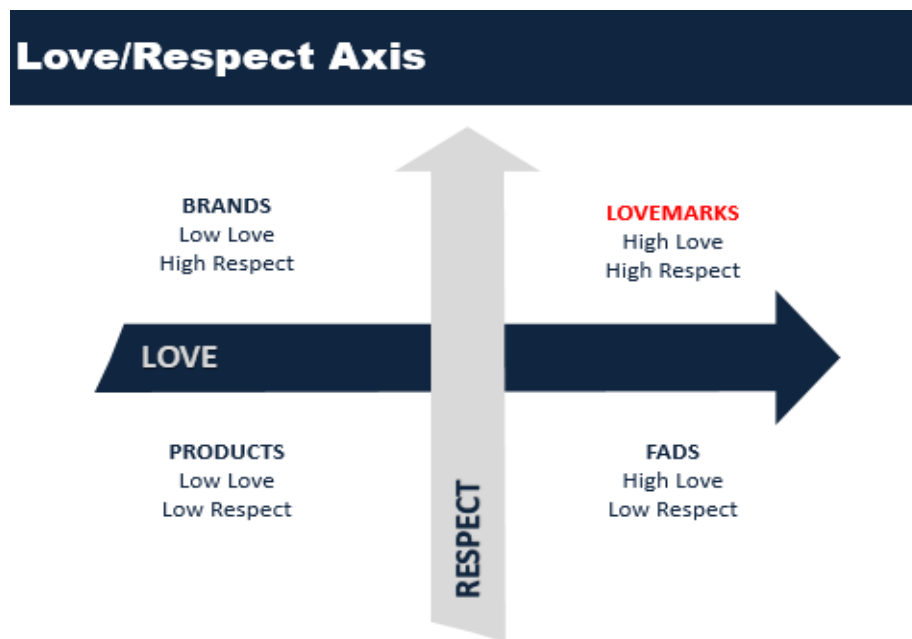 Love/Respect Axis
BRANDS
Low Love
High Respect
LOVEMARKS
High Love
High Respect
LOVE
PRODUCTS
Low Love
Low Respect
FADS
High Love
Low Respect
RESPECT